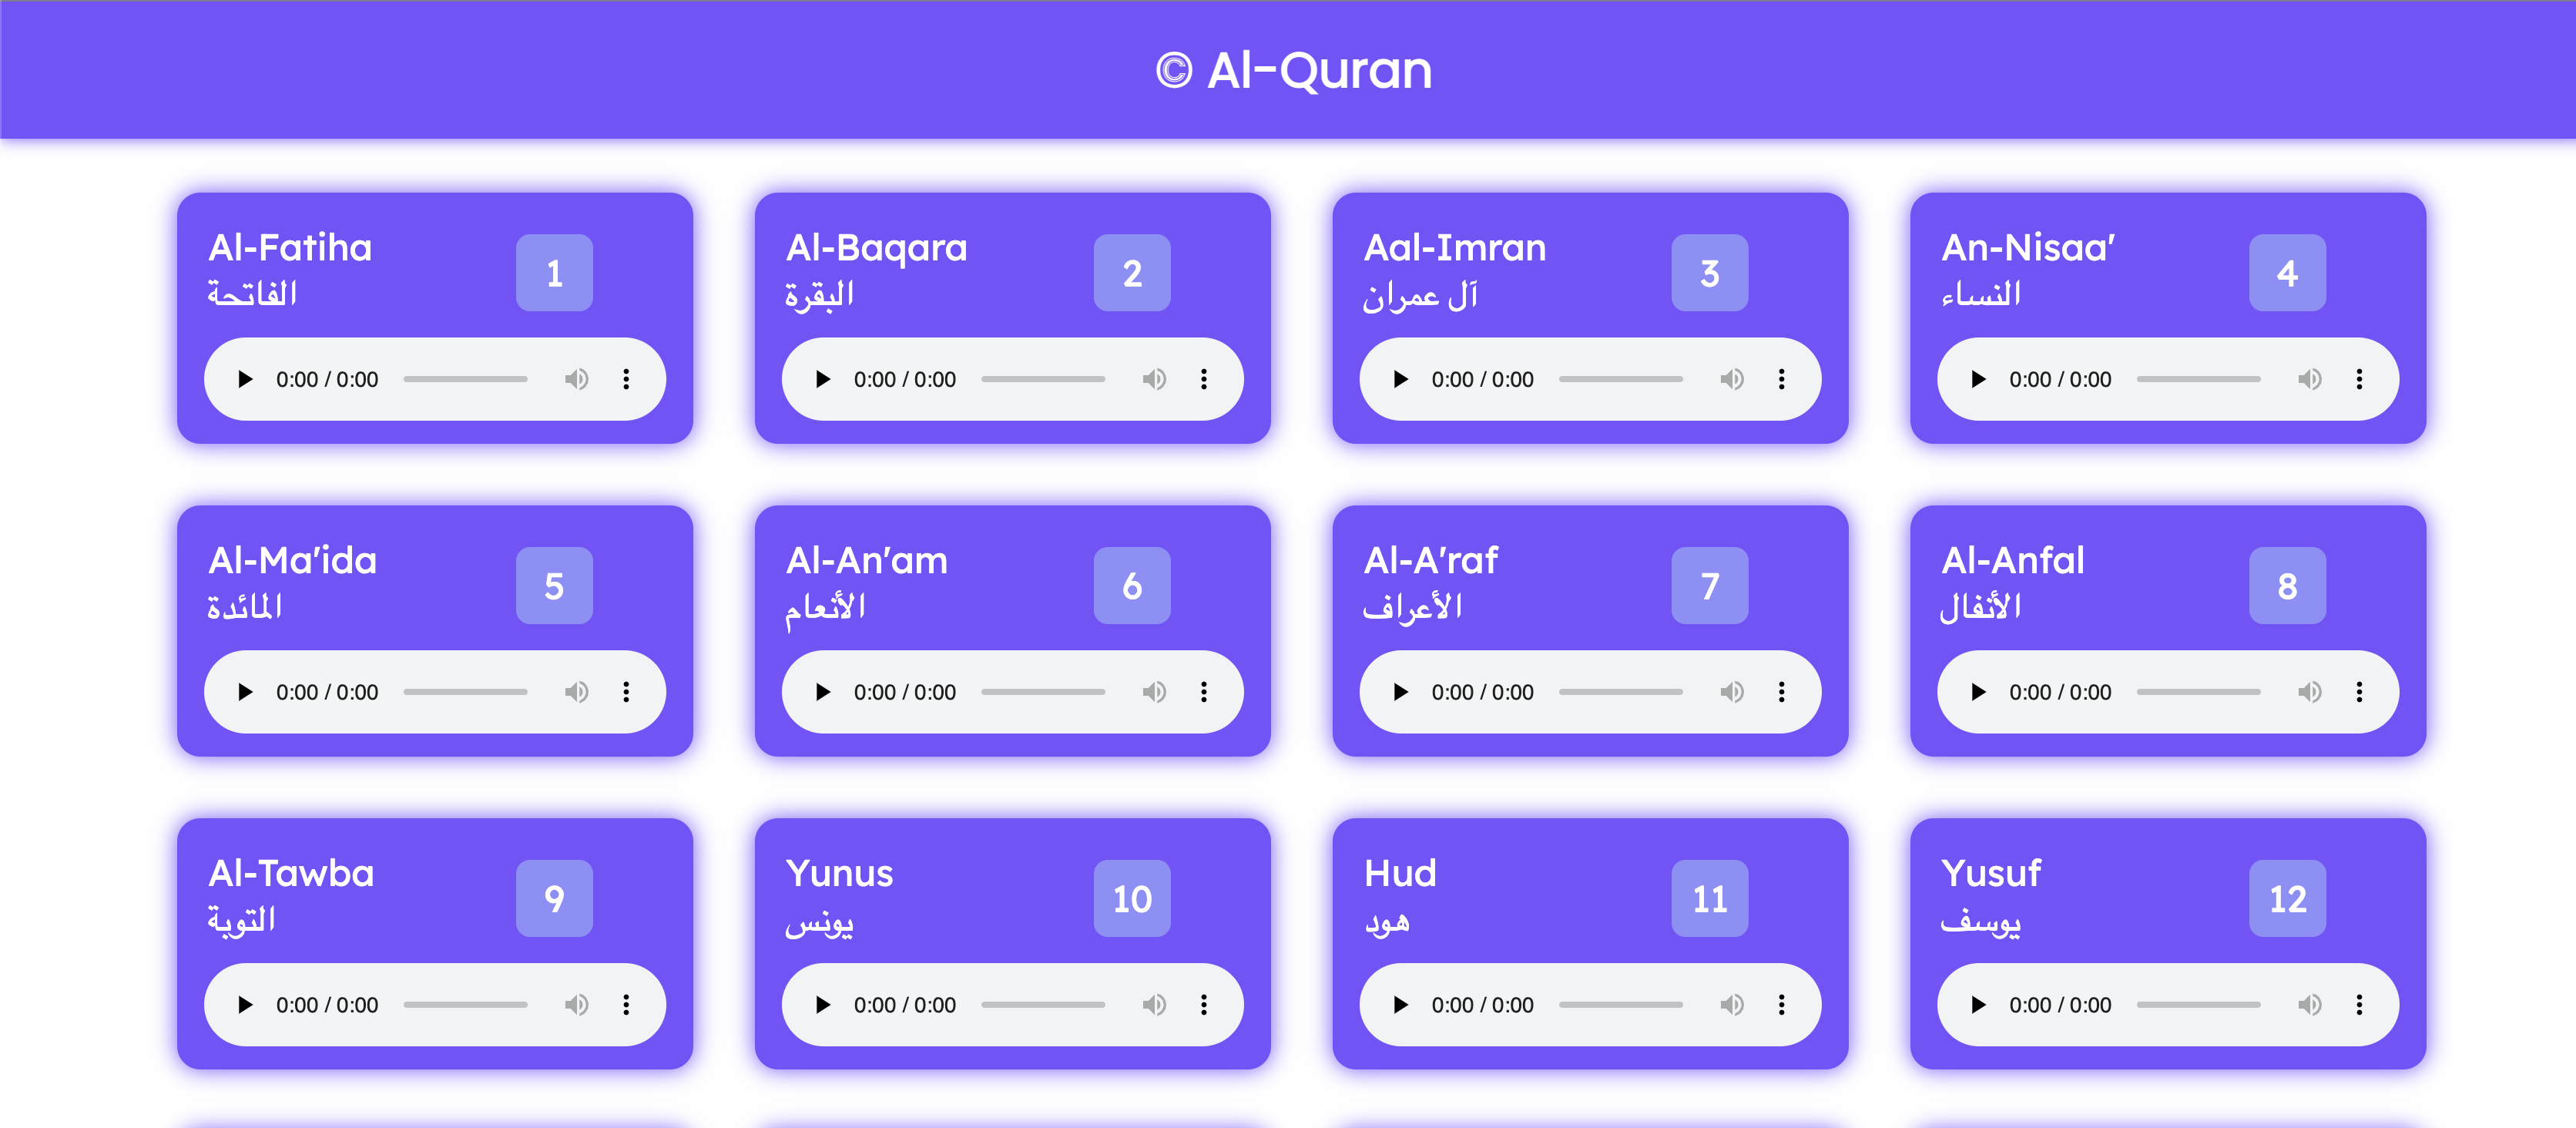 © Al-Quran
Al-Fatiha
الفاتحة
1
0:00 / 0:00
Al-Baqara
البقرة
2
0:00 / 0:00
Aal-Imran
آل عمران
3
0:00 / 0:00
An-Nisaa'
النساء
4
0:00 / 0:00
Al-Ma'ida
المائدة
5
0:00 / 0:00
Al-An'am
الأنعام
6
0:00 / 0:00
Al-A'raf
الأعراف
7
0:00 / 0:00
Al-Anfal
الأنفال
8
0:00 / 0:00
Al-Tawba
التوبة
9
0:00 / 0:00
Yunus
يونس
10
0:00 / 0:00
Hud
هود
11
0:00 / 0:00
Yusuf
يوسف
12
0:00 / 0:00